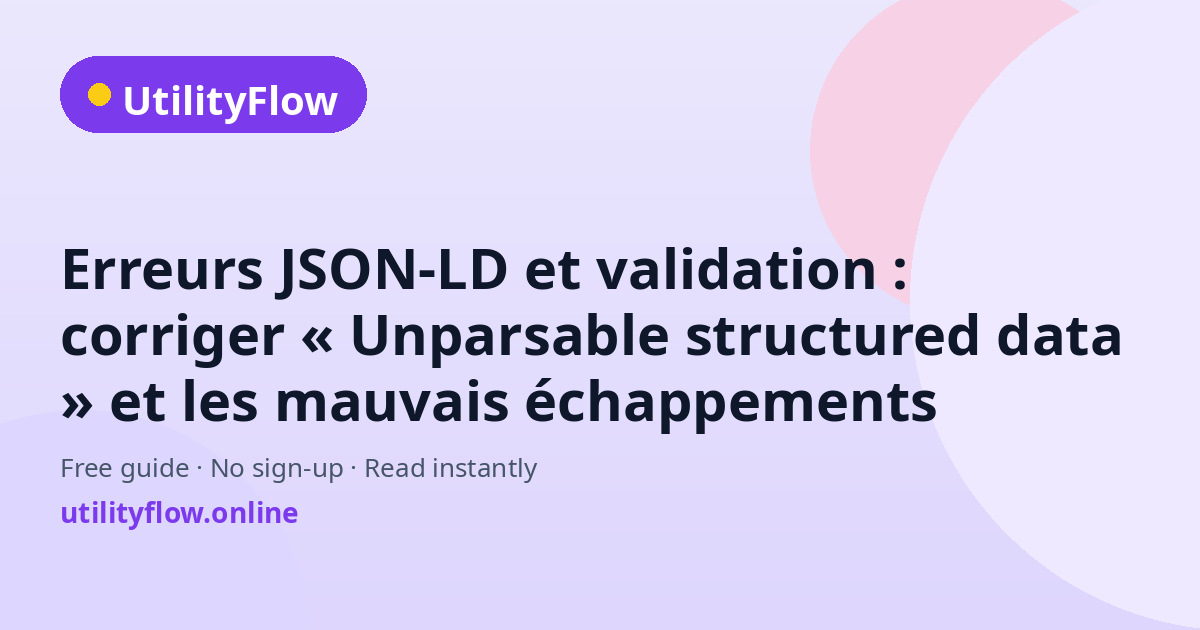 UtilityFlow
Erreurs JSON-LD et validation :
corriger « Unparsable structured data
» et les mauvais échappements
Free guide · No sign-up · Read instantly
utilityflow.online